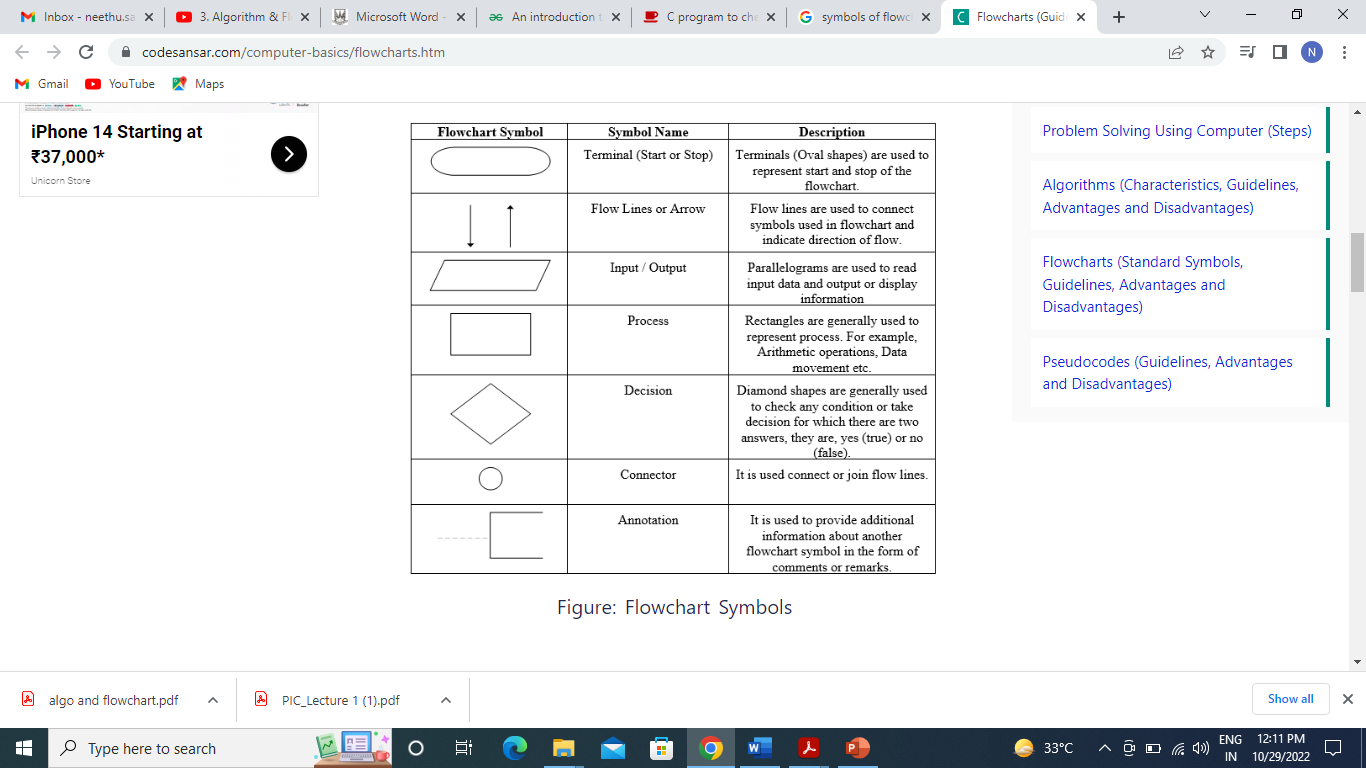 Inbox - neethu.sa
3. Algorithm & Fl
Microsoft Word -
An introduction t
C program to che
symbols of flowc
Flowcharts (Guid
codesansar.com/computer-basics/flowcharts.htm
N
Gmail
YouTube
Maps
iPhone 14 Starting at
₹37,000*
Unicorn Store
Flowchart Symbol
Symbol Name
Description
Terminal (Start or Stop)
Terminals (Oval shapes) are used to
represent start and stop of the
flowchart.
Flow Lines or Arrow
Flow lines are used to connect
symbols used in flowchart and
indicate direction of flow.
Input / Output
Parallelograms are used to read
input data and output or display
information
Process
Rectangles are generally used to
represent process. For example,
Arithmetic operations, Data
movement etc.
Decision
Diamond shapes are generally used
to check any condition or take
decision for which there are two
answers, they are, yes (true) or no
(false).
Connector
It is used connect or join flow lines.
Annotation
It is used to provide additional
information about another
flowchart symbol in the form of
comments or remarks.
Figure: Flowchart Symbols
Problem Solving Using Computer (Steps)
Algorithms (Characteristics, Guidelines,
Advantages and Disadvantages)
Flowcharts (Standard Symbols,
Guidelines, Advantages and
Disadvantages)
Pseudocodes (Guidelines, Advantages
and Disadvantages)
algo and flowchart.pdf
PIC_Lecture 1 (1).pdf
Show all
Type here to search
33°C
ENG
IN
12:11 PM
10/29/2022